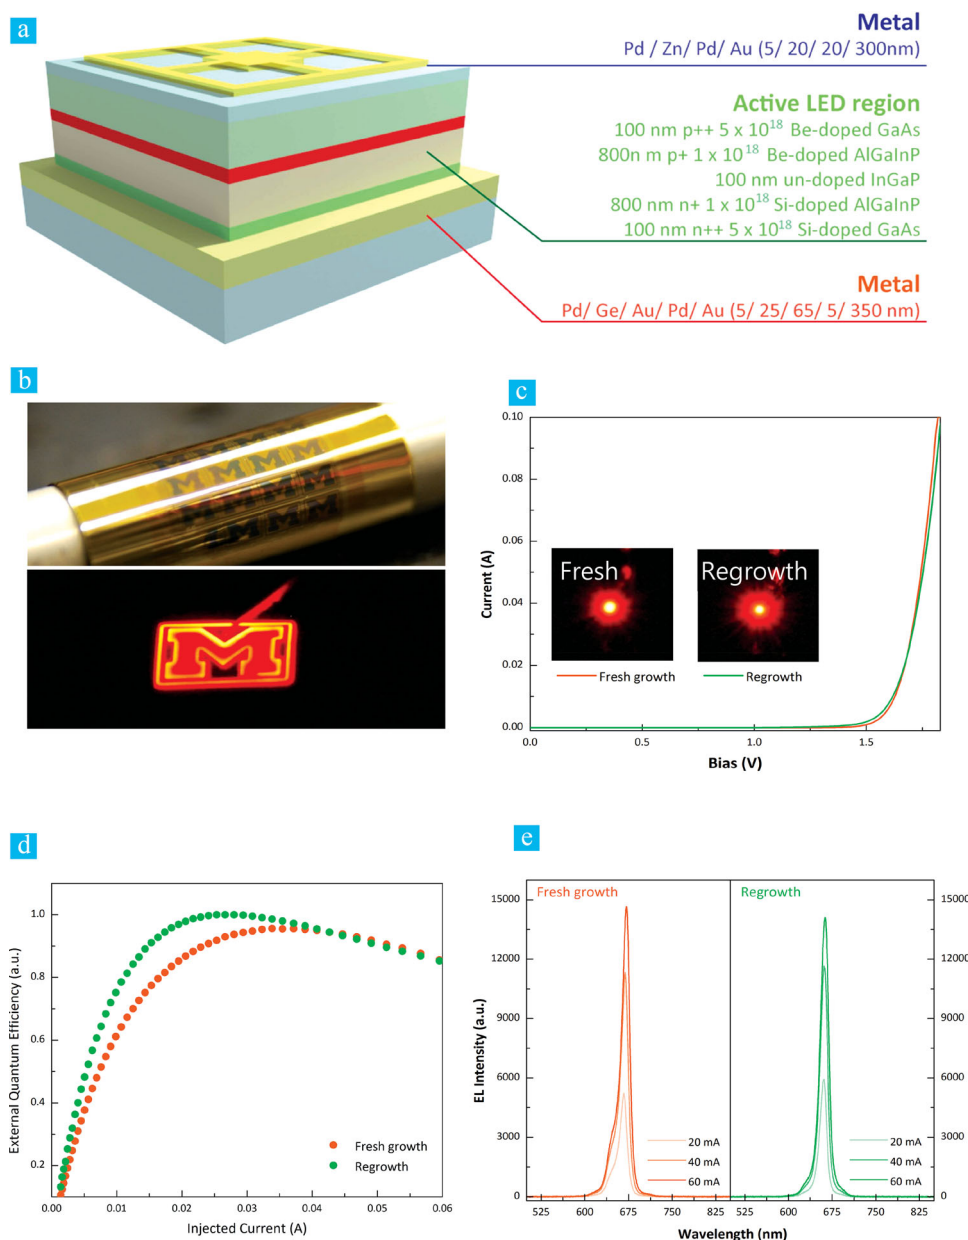 a
Metal
Pd / Zn/ Pd/ Au (5/ 20/ 20/ 300nm)
Active LED region
100 nm p++ 5 x 10¹⁸ Be-doped GaAs
800n m p+ 1 x 10¹⁸ Be-doped AlGaInP
100 nm un-doped InGaP
800 nm n+ 1 x 10¹⁸ Si-doped AlGaInP
100 nm n++ 5 x 10¹⁸ Si-doped GaAs
Metal
Pd/ Ge/ Au/ Pd/ Au (5/ 25/ 65/ 5/ 350 nm)
b
M M M M
M M M M
M M M M
M M M M
M
c
0.10
0.08
0.06
0.04
0.02
0.00
Current (A)
Fresh
Regrowth
Fresh growth
Regrowth
0.0 0.5 1.0 1.5
Bias (V)
d
1.0
0.8
0.6
0.4
0.2
External Quantum Efficiency (a.u.)
Fresh growth
Regrowth
0.00 0.01 0.02 0.03 0.04 0.05 0.06
Injected Current (A)
e
Fresh growth
Regrowth
15000 15000
12000 12000
9000 9000
6000 6000
3000 3000
0 0
EL Intensity (a.u.)
20 mA
40 mA
60 mA
20 mA
40 mA
60 mA
525 600 675 750 825 525 600 675 750 825
Wavelength (nm)